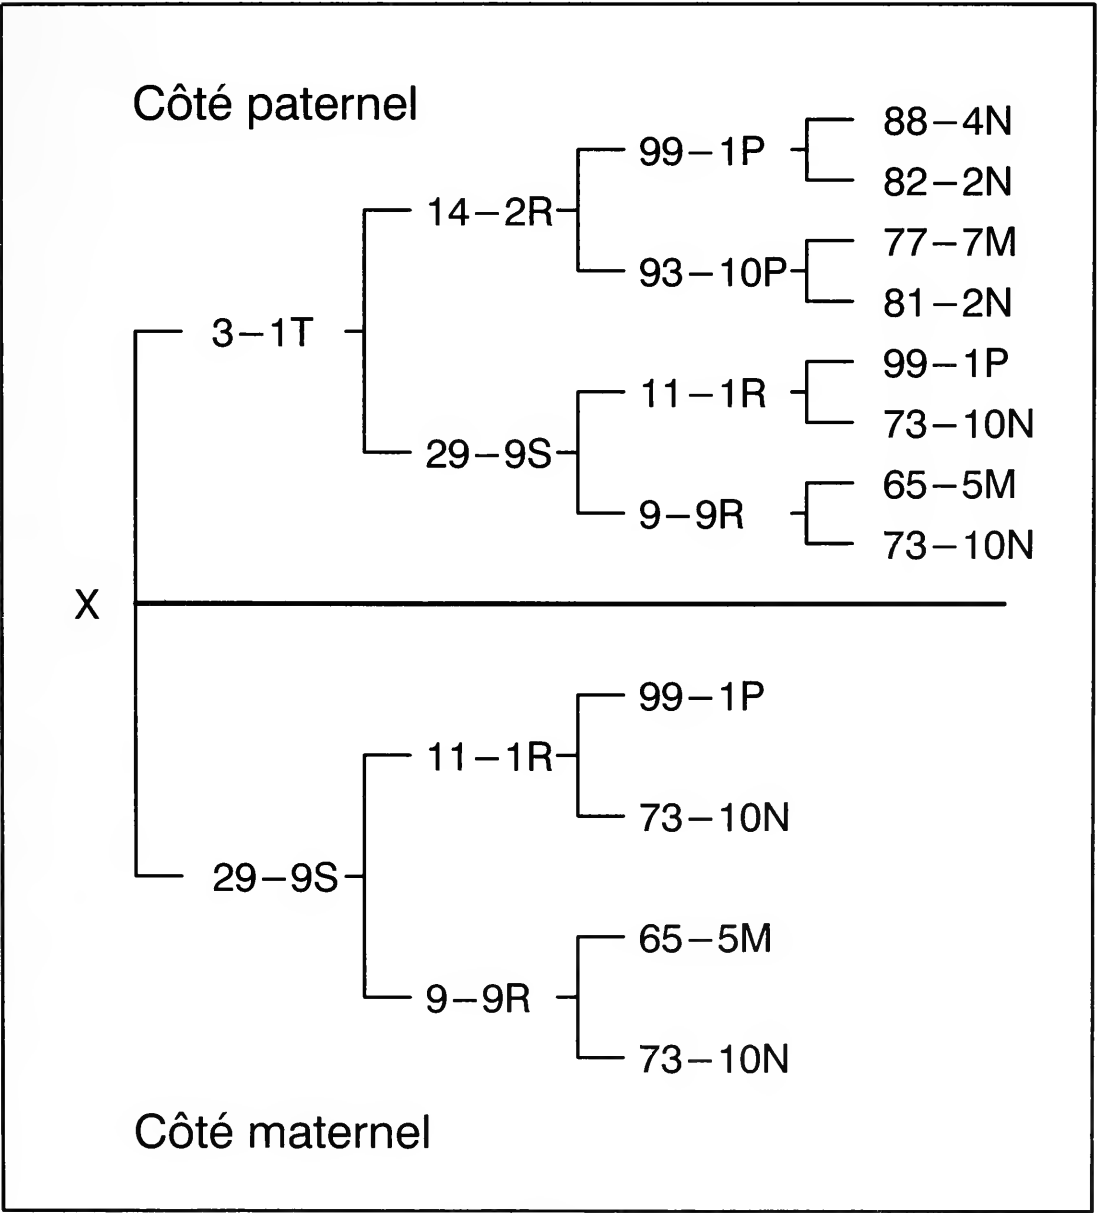 Côté paternel
88–4N
99–1P
82–2N
14–2R
77–7M
93–10P
81–2N
3–1T
99–1P
11–1R
73–10N
29–9S
65–5M
9–9R
73–10N
X
99–1P
11–1R
73–10N
29–9S
65–5M
9–9R
73–10N
Côté maternel